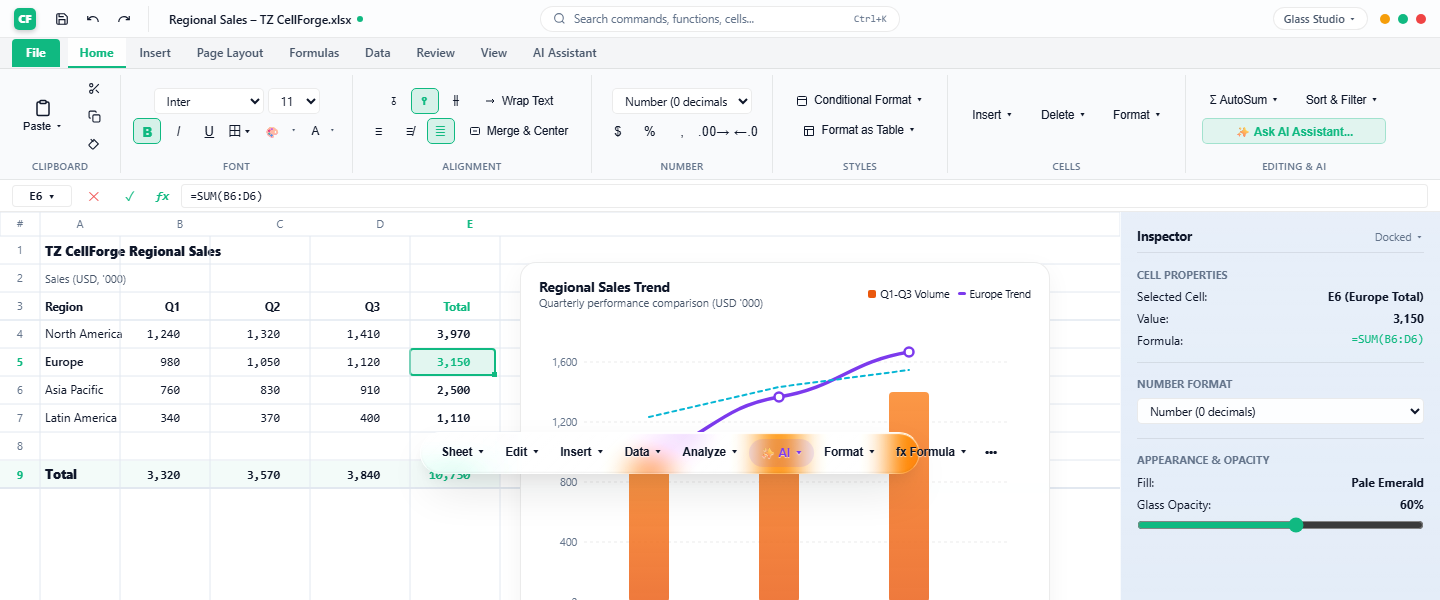 CF Regional Sales – TZ CellForge.xlsx Search commands, functions, cells... Ctrl+K Glass Studio
File Home Insert Page Layout Formulas Data Review View AI Assistant
Paste
CLIPBOARD
Inter 11
B I U A
FONT
Wrap Text
Merge & Center
ALIGNMENT
Number (0 decimals
$ % , .00→ ←.0
NUMBER
Conditional Format
Format as Table
STYLES
Insert Delete Format
CELLS
Σ AutoSum Sort & Filter
✨ Ask AI Assistant...
EDITING & AI
E6 fx =SUM(B6:D6)
# A B C D E
1 TZ CellForge Regional Sales
2 Sales (USD, '000)
3 Region Q1 Q2 Q3 Total
4 North America 1,240 1,320 1,410 3,970
5 Europe 980 1,050 1,120 3,150
6 Asia Pacific 760 830 910 2,500
7 Latin America 340 370 400 1,110
8
9 Total 3,320 3,570 3,840 10,730
Regional Sales Trend
Quarterly performance comparison (USD '000)
Q1-Q3 Volume Europe Trend
1,600
1,200
800
400
Sheet Edit Insert Data Analyze ✨ AI Format fx Formula •••
Inspector Docked
CELL PROPERTIES
Selected Cell: E6 (Europe Total)
Value: 3,150
Formula: =SUM(B6:D6)
NUMBER FORMAT
Number (0 decimals)
APPEARANCE & OPACITY
Fill: Pale Emerald
Glass Opacity: 60%